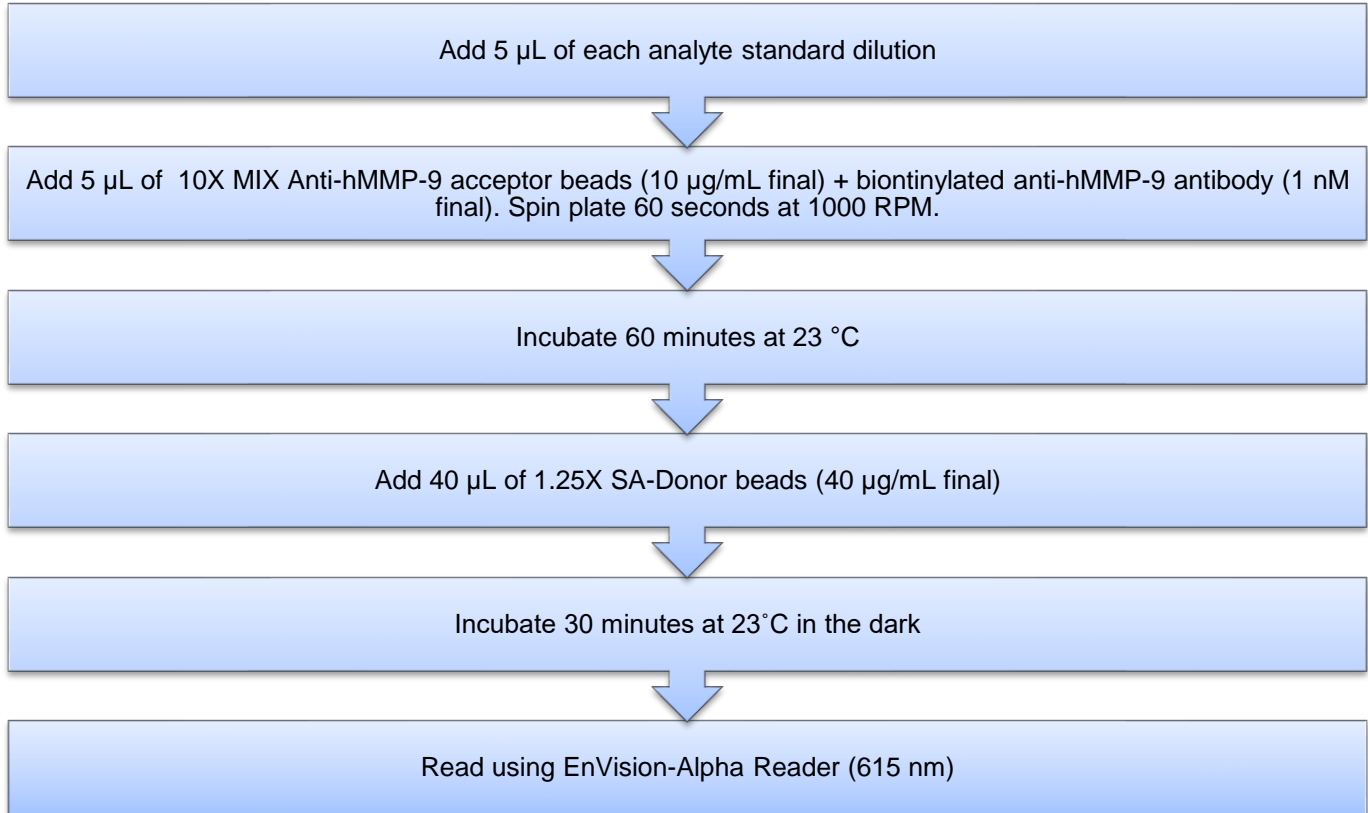 Add 5 µL of each analyte standard dilution
Add 5 µL of  10X MIX Anti-hMMP-9 acceptor beads (10 µg/mL final) + biontinylated anti-hMMP-9 antibody (1 nM
final). Spin plate 60 seconds at 1000 RPM.
Incubate 60 minutes at 23 °C
Add 40 µL of 1.25X SA-Donor beads (40 µg/mL final)
Incubate 30 minutes at 23˚C in the dark
Read using EnVision-Alpha Reader (615 nm)